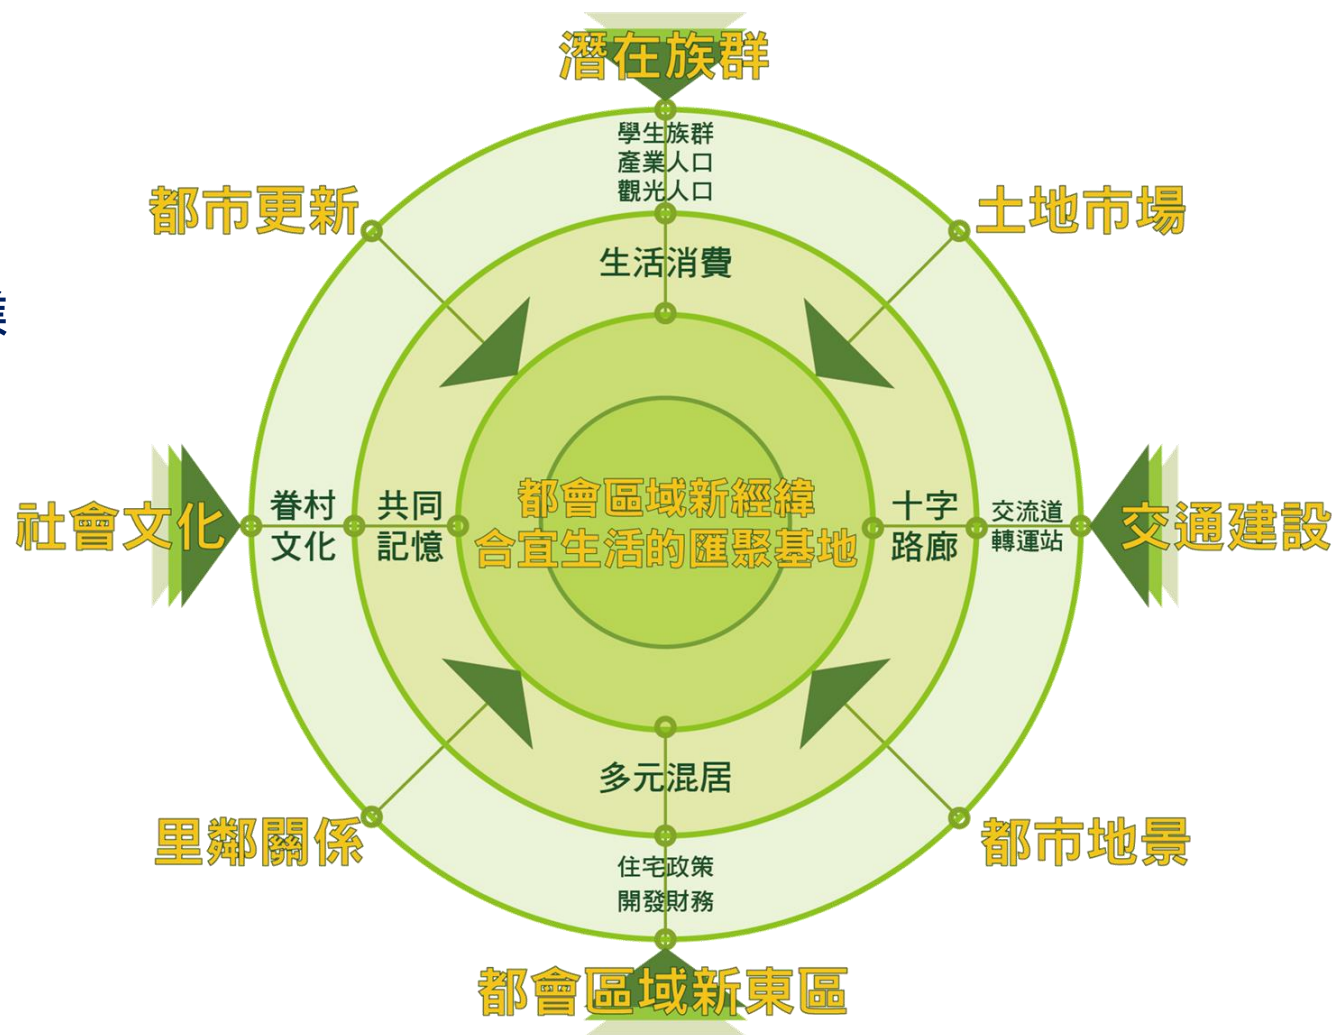 潛在族群
學生族群
產業人口
觀光人口
都市更新
土地市場
生活消費
社會文化
眷村
文化
共同
記憶
都會區域新經緯
合宜生活的匯聚基地
十字
路廊
交流道
轉運站
交通建設
多元混居
里鄰關係
都市地景
住宅政策
開發財務
都會區域新東區